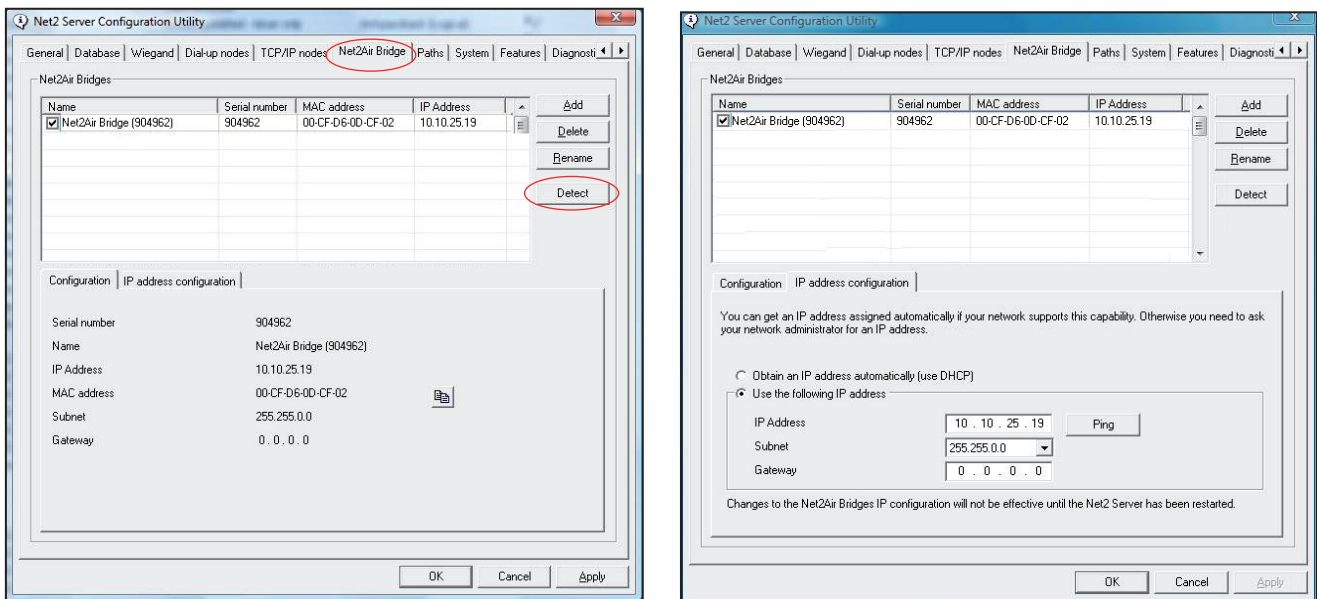 Net2 Server Configuration Utility
General Database Wiegand Dial-up nodes TCP/IP nodes Net2Air Bridge Paths System Features Diagnosti
Net2Air Bridges
Name Serial number MAC address IP Address
Net2Air Bridge (904962) 904962 00-CF-D6-0D-CF-02 10.10.25.19
Add
Delete
Rename
Detect
Configuration IP address configuration
Serial number 904962
Name Net2Air Bridge (904962)
IP Address 10.10.25.19
MAC address 00-CF-D6-0D-CF-02
Subnet 255.255.0.0
Gateway 0 . 0 . 0 . 0
OK Cancel Apply
Net2 Server Configuration Utility
General Database Wiegand Dial-up nodes TCP/IP nodes Net2Air Bridge Paths System Features Diagnosti
Net2Air Bridges
Name Serial number MAC address IP Address
Net2Air Bridge (904962) 904962 00-CF-D6-0D-CF-02 10.10.25.19
Add
Delete
Rename
Detect
Configuration IP address configuration
You can get an IP address assigned automatically if your network supports this capability. Otherwise you need to ask
your network administrator for an IP address.
Obtain an IP address automatically (use DHCP)
Use the following IP address
IP Address 10 . 10 . 25 . 19 Ping
Subnet 255.255.0.0
Gateway 0 . 0 . 0 . 0
Changes to the Net2Air Bridges IP configuration will not be effective until the Net2 Server has been restarted.
OK Cancel Apply